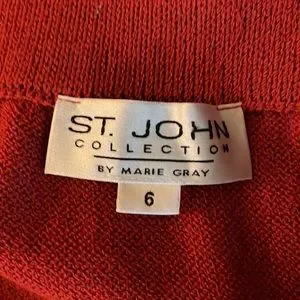 ST. JOHN
COLLECTION
BY MARIE GRAY
6